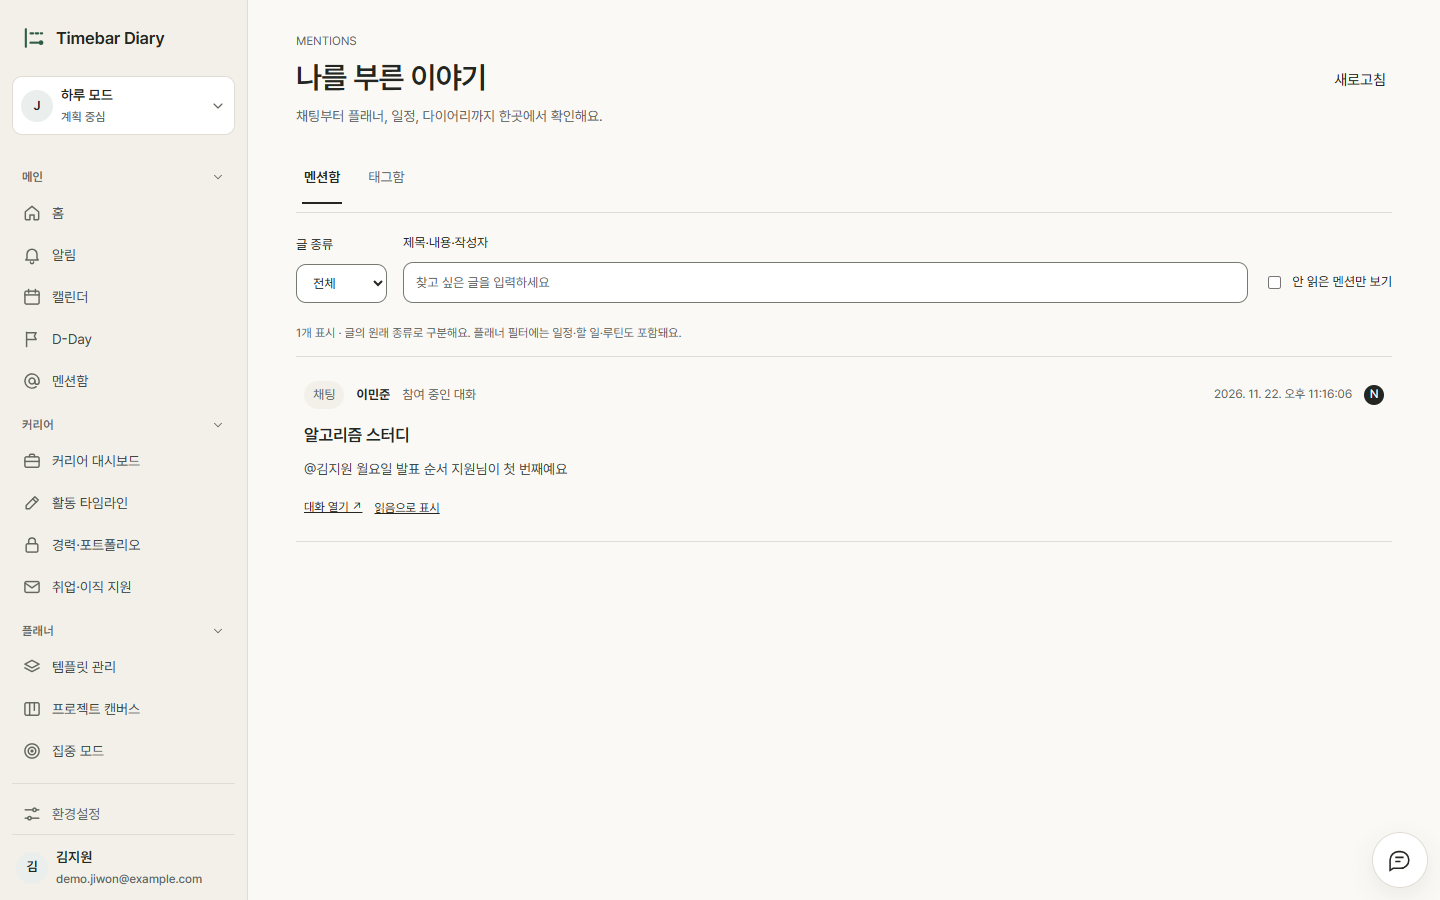 Timebar Diary
J
하루 모드
계획 중심
메인
홈
알림
캘린더
D-Day
멘션함
커리어
커리어 대시보드
활동 타임라인
경력·포트폴리오
취업·이직 지원
플래너
템플릿 관리
프로젝트 캔버스
집중 모드
환경설정
김
김지원
demo.jiwon@example.com
MENTIONS
나를 부른 이야기
새로고침
채팅부터 플래너, 일정, 다이어리까지 한곳에서 확인해요.
멘션함 태그함
글 종류
제목·내용·작성자
전체
찾고 싶은 글을 입력하세요
안 읽은 멘션만 보기
1개 표시 · 글의 원래 종류로 구분해요. 플래너 필터에는 일정·할 일·루틴도 포함돼요.
채팅 이민준 참여 중인 대화 2026. 11. 22. 오후 11:16:06 N
알고리즘 스터디
@김지원 월요일 발표 순서 지원님이 첫 번째예요
대화 열기 ↗ 읽음으로 표시